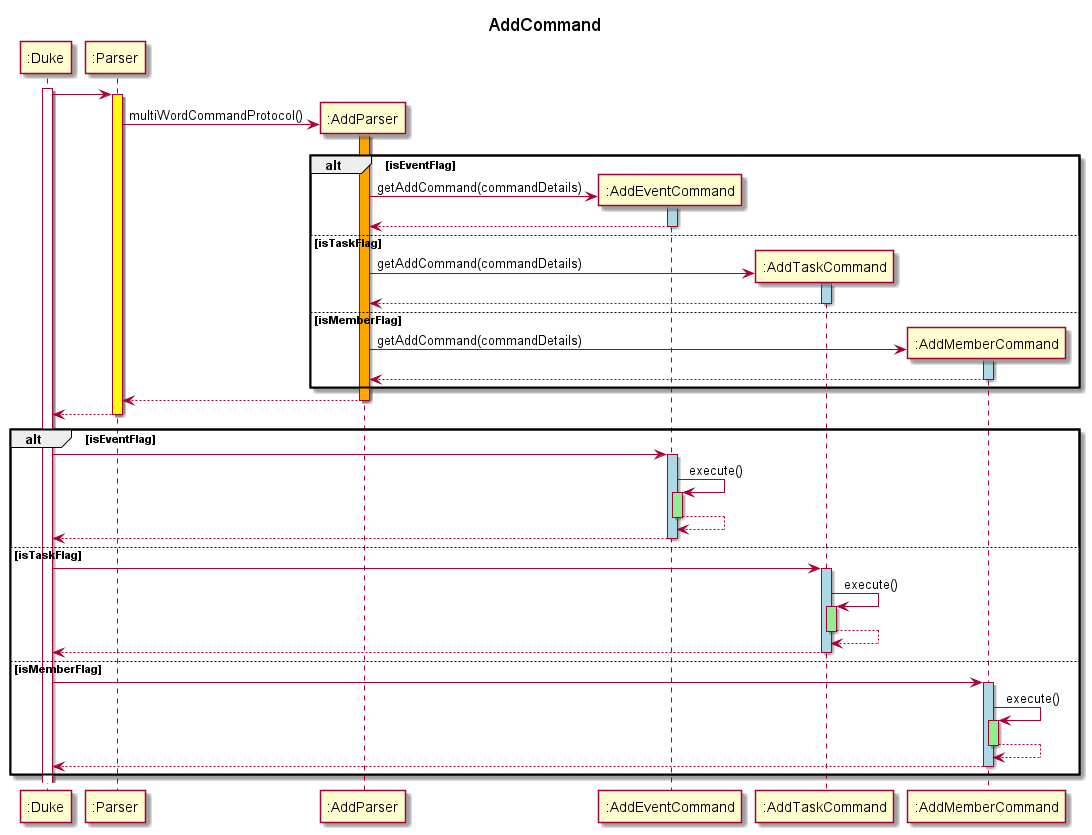 AddCommand
:Duke :Parser
multiWordCommandProtocol() :AddParser
alt [isEventFlag]
getAddCommand(commandDetails) :AddEventCommand
[isTaskFlag]
getAddCommand(commandDetails) :AddTaskCommand
[isMemberFlag]
getAddCommand(commandDetails) :AddMemberCommand
alt [isEventFlag]
execute()
[isTaskFlag]
execute()
[isMemberFlag]
execute()
:Duke :Parser :AddParser :AddEventCommand :AddTaskCommand :AddMemberCommand